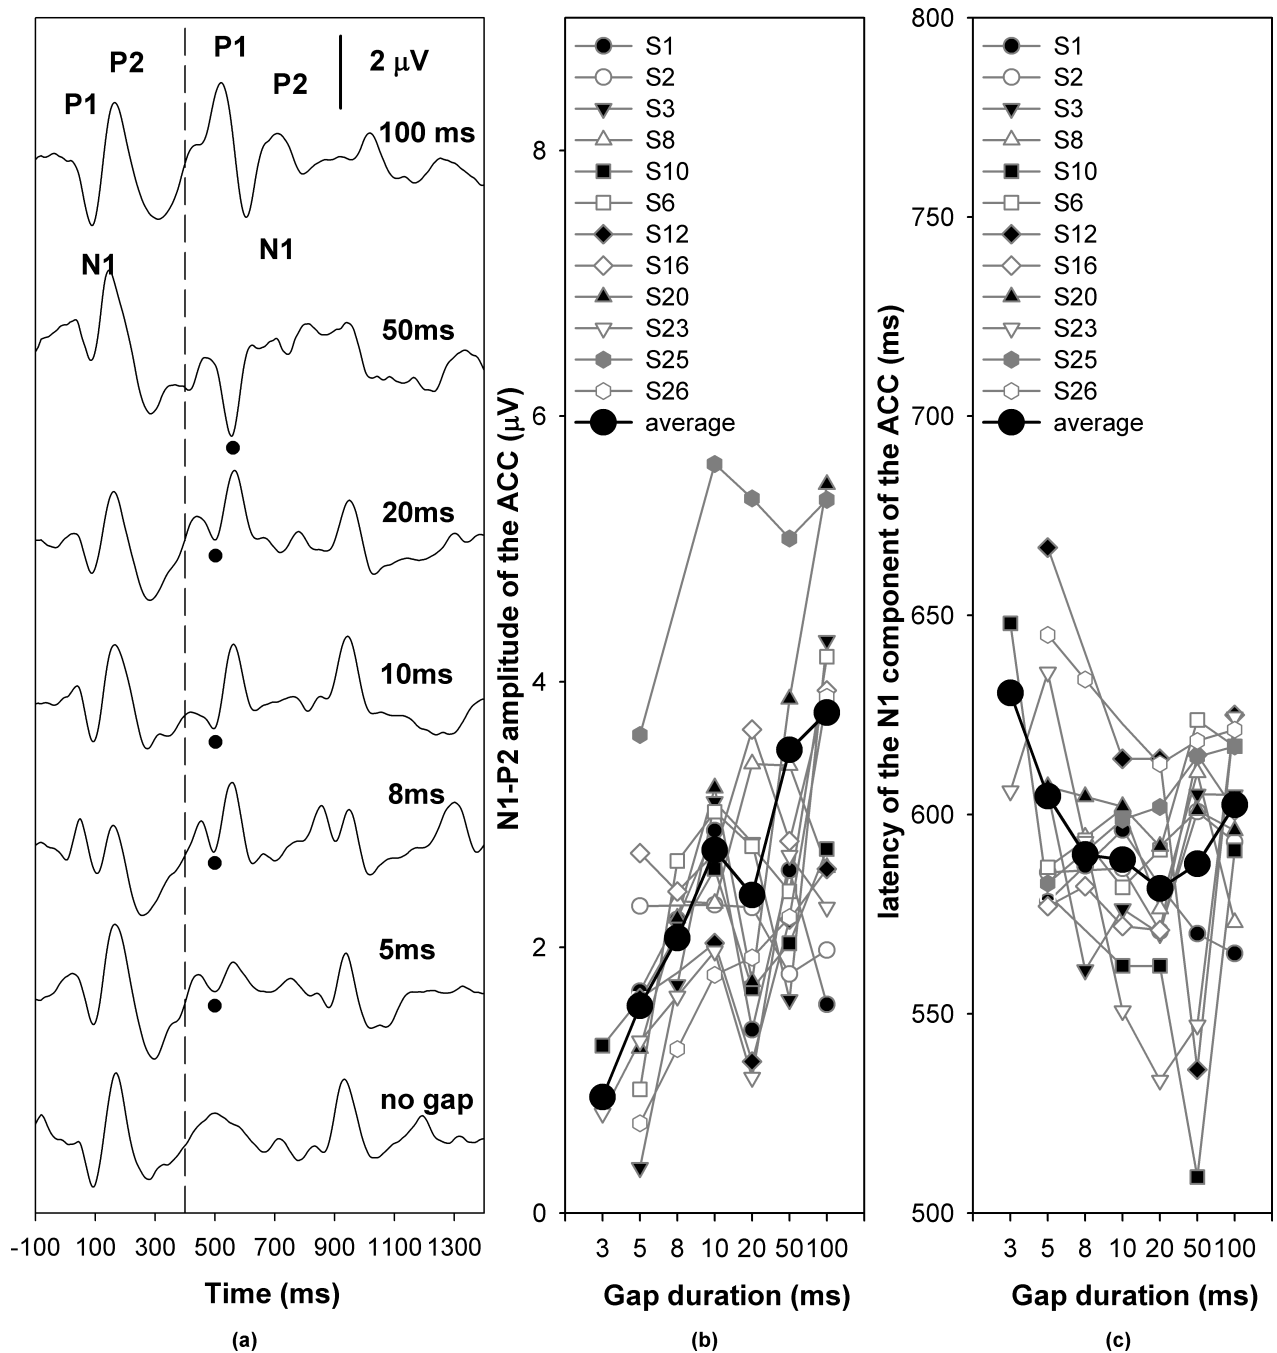 P1
P2
P1
P2
2 μV
100 ms
N1
N1
50ms
20ms
10ms
8ms
5ms
no gap
-100 100 300 500 700 900 1100 1300
Time (ms)
(a)
N1-P2 amplitude of the ACC (μV)
8
6
4
2
0
S1
S2
S3
S8
S10
S6
S12
S16
S20
S23
S25
S26
average
3 5 8 10 20 50 100
Gap duration (ms)
(b)
latency of the N1 component of the ACC (ms)
800
750
700
650
600
550
500
S1
S2
S3
S8
S10
S6
S12
S16
S20
S23
S25
S26
average
3 5 8 10 20 50 100
Gap duration (ms)
(c)